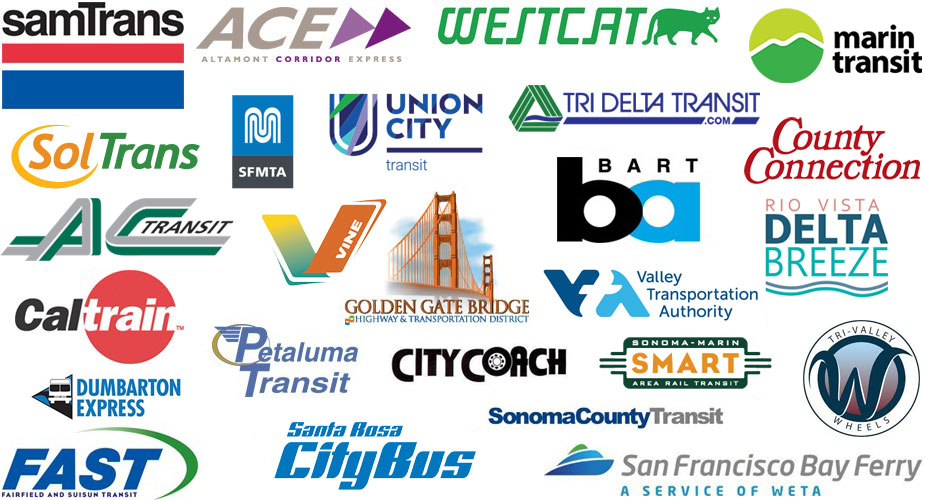 samTrans
ACE
ALTAMONT CORRIDOR EXPRESS
WESTCAT
marin
transit
SolTrans
SFMTA
UNION
CITY
transit
TRI DELTA TRANSIT
.COM
BART
ba
County
Connection
AC TRANSIT
VINE
GOLDEN GATE BRIDGE
HIGHWAY & TRANSPORTATION DISTRICT
RIO VISTA
DELTA
BREEZE
VTA
Valley
Transportation
Authority
Caltrain™
Petaluma
Transit
CITY COACH
SONOMA-MARIN
SMART
AREA RAIL TRANSIT
TRI-VALLEY
W
WHEELS
DUMBARTON
EXPRESS
SonomaCountyTransit
FAST
FAIRFIELD AND SUISUN TRANSIT
Santa Rosa
CityBus
San Francisco Bay Ferry
A SERVICE OF WETA